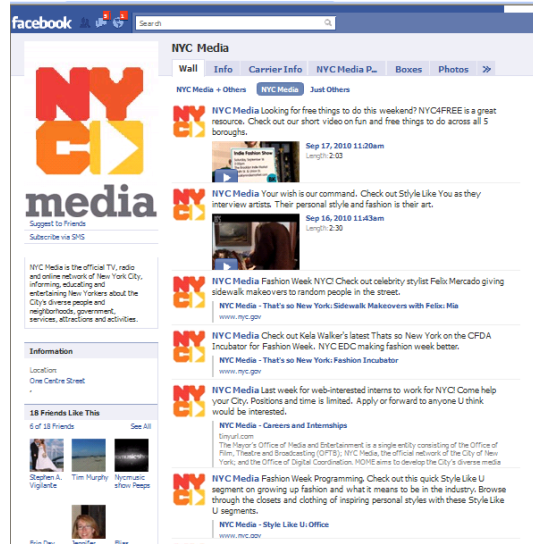 facebook
5
1
Search
NYC
media
Suggest to Friends
Subscribe via SMS
NYC Media is the official TV, radio
and online network of New York City,
informing, educating and
entertaining New Yorkers about the
City's diverse people and
neighborhoods, government,
services, attractions and activities.
Information
Location:
One Centre Street
18 Friends Like This
6 of 18 Friends
See All
Stephen A.
Vigilante
Tim Murphy
Nycmusic
show Peeps
Erin Dev
Jennifer
Elias
NYC Media
Wall
Info
Carrier Info
NYC Media P...
Boxes
Photos
»
NYC Media + Others
NYC Media
Just Others
NYC Media Looking for free things to do this weekend? NYC4FREE is a great
resource. Check out our short video on fun and free things to do across all 5
boroughs.
Indie Fashion Show
Sep 17, 2010 11:20am
Length: 2:03
NYC Media Your wish is our command. Check out Style Like You as they
interview artists. Their personal style and fashion is their art.
Sep 16, 2010 11:43am
Length: 2:30
NYC Media Fashion Week NYC! Check out celebrity stylist Felix Mercado giving
sidewalk makeovers to random people in the street.
NYC Media - That's so New York: Sidewalk Makeovers with Felix: Mia
www.nyc.gov
NYC Media Check out Kela Walker's latest Thats so New York on the CFDA
Incubator for Fashion Week. NYC EDC making fashion week better.
NYC Media - That's so New York: Fashion Incubator
www.nyc.gov
NYC Media Last week for web-interested interns to work for NYC! Come help
your City. Positions and time is limited. Apply or forward to anyone U think
would be interested.
NYC Media - Careers and Internships
tinyurl.com
The Mayor's Office of Media and Entertainment is a single entity consisting of the Office of
Film, Theatre and Broadcasting (OFTB); NYC Media, the official network of the City of New
York; and the Office of Digital Coordination. MOME aims to develop the City's diverse media
NYC Media Fashion Week Programming. Check out this quick Style Like U
segment on growing up fashion and what it means to be in the industry. Browse
through the closets and clothing of inspiring personal styles with these Style Like
U segments.
NYC Media - Style Like U: Office
www.nyc.gov